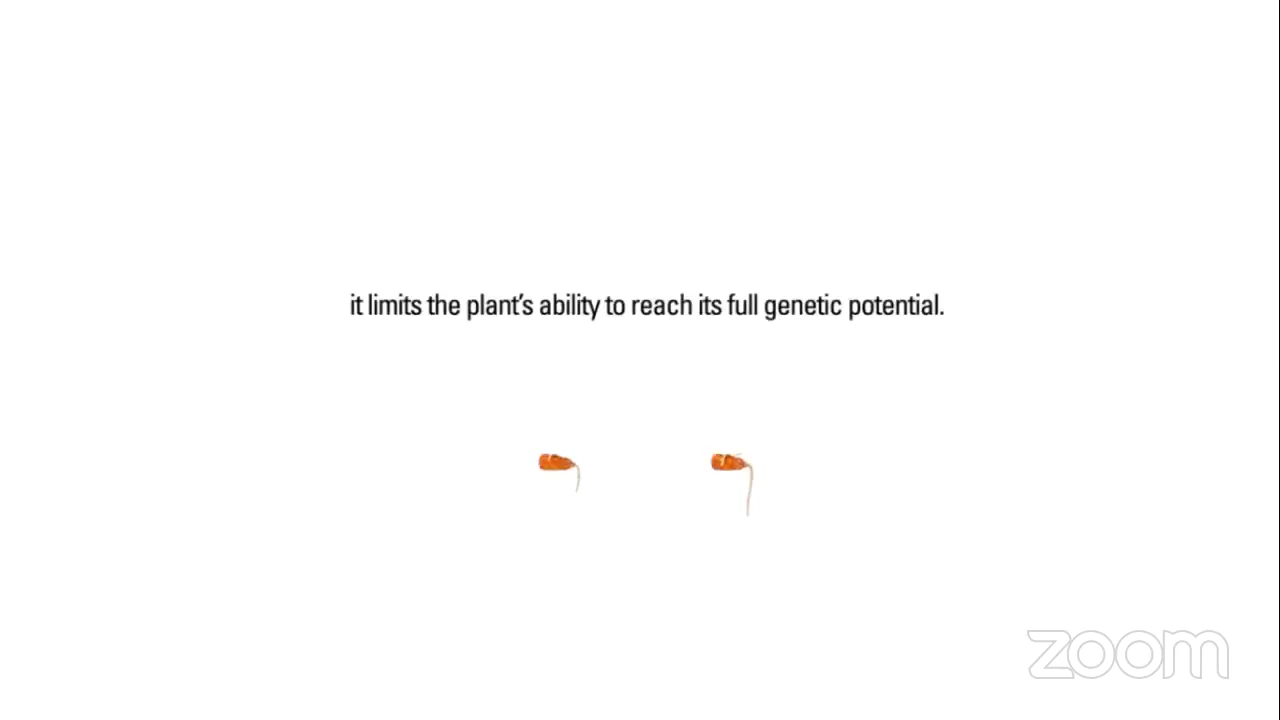 it limits the plant's ability to reach its full genetic potential.
zoom